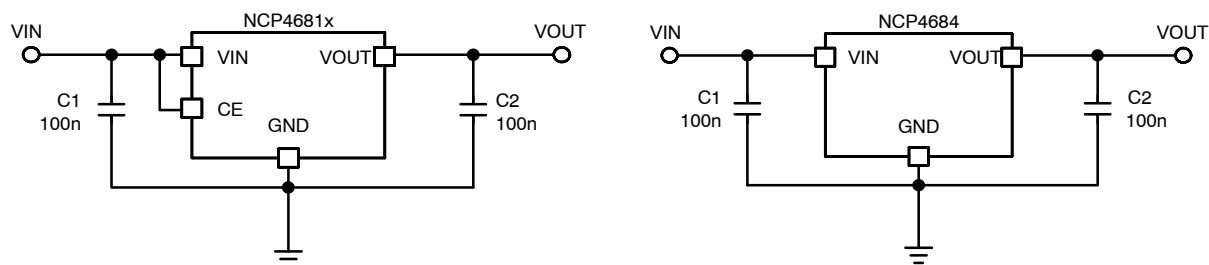 NCP4681x
VIN
VOUT
VIN
VOUT
C1
100n
CE
C2
100n
GND
NCP4684
VIN
VOUT
VIN
VOUT
C1
100n
C2
100n
GND